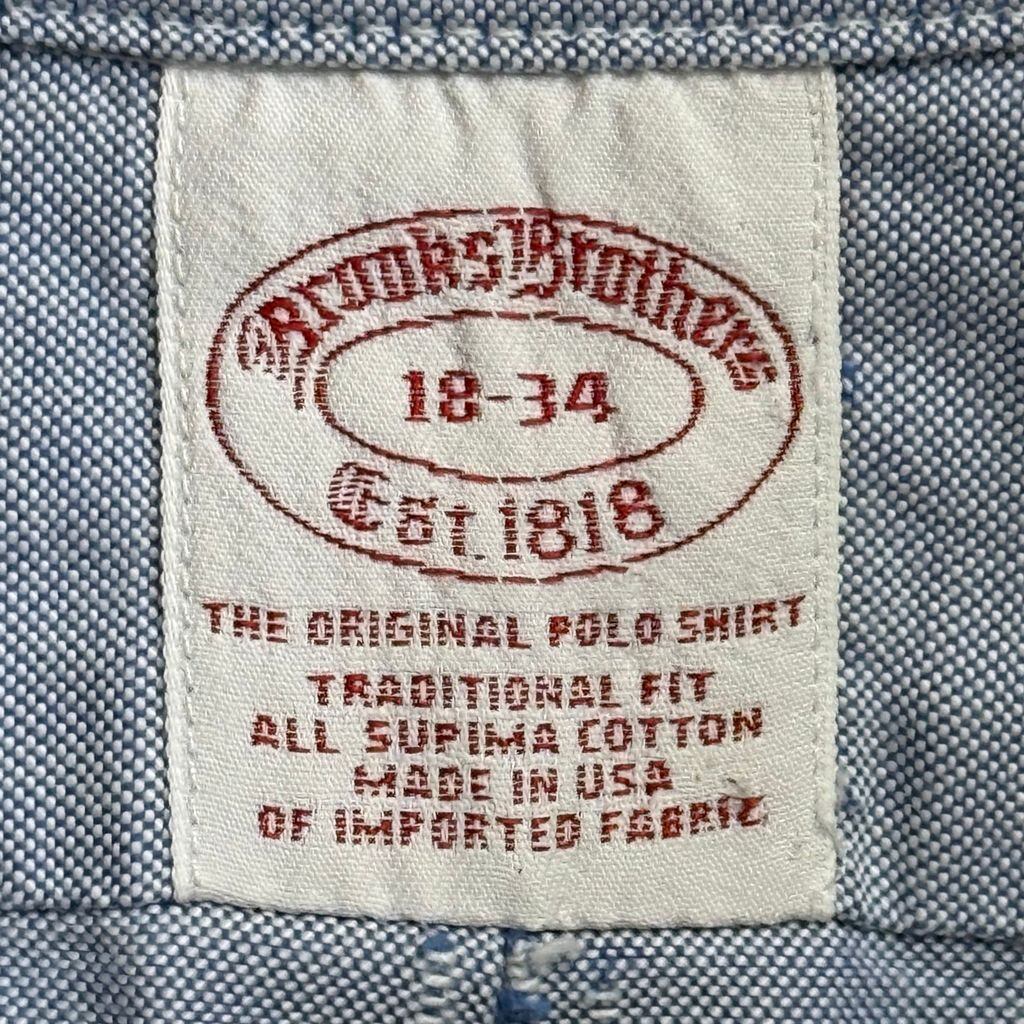 Brooks Brothers
18-34
Est. 1818
THE ORIGINAL POLO SHIRT
TRADITIONAL FIT
ALL SUPIMA COTTON
MADE IN USA
OF IMPORTED FABRIC